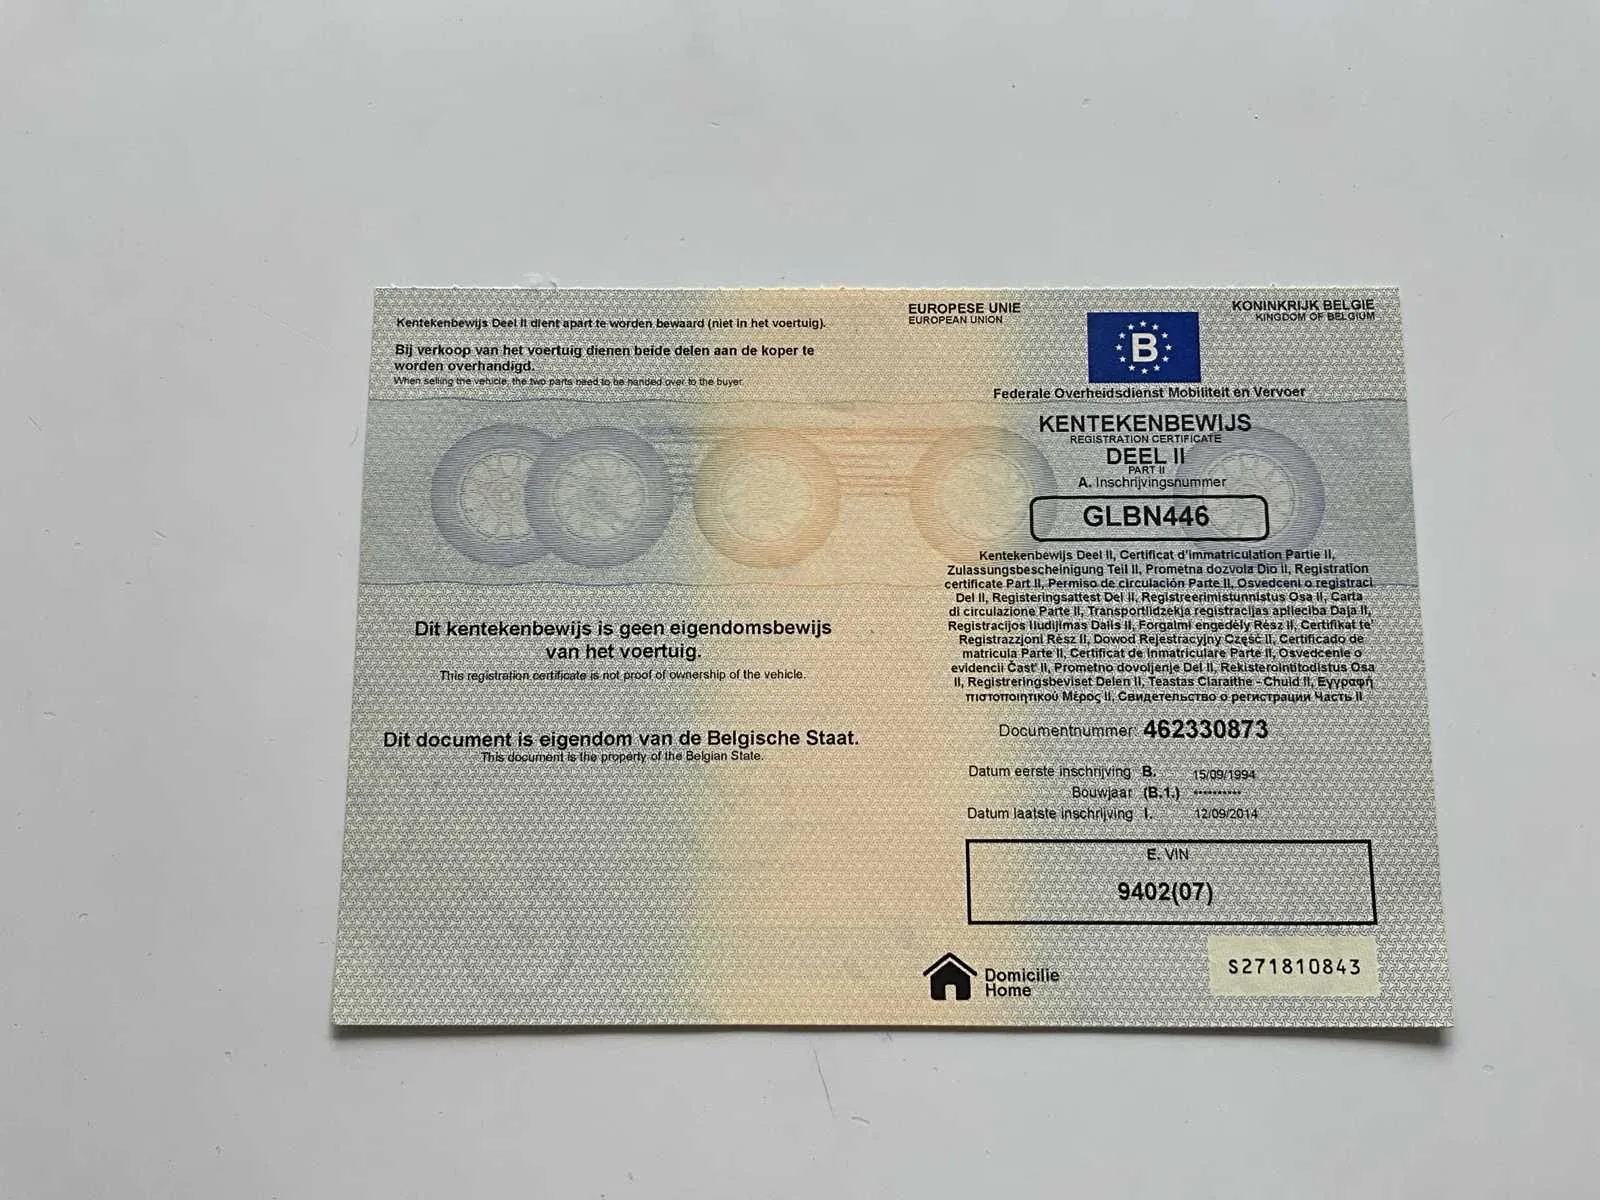 Kentekenbewijs Deel II dient apart te worden bewaard (niet in het voertuig).
Bij verkoop van het voertuig dienen beide delen aan de koper te
worden overhandigd.
When selling the vehicle, the two parts need to be handed over to the buyer.
Dit kentekenbewijs is geen eigendomsbewijs
van het voertuig.
This registration certificate is not proof of ownership of the vehicle.
Dit document is eigendom van de Belgische Staat.
This document is the property of the Belgian State.
EUROPESE UNIE
EUROPEAN UNION
KONINKRIJK BELGIE
KINGDOM OF BELGIUM
B
Federale Overheidsdienst Mobiliteit en Vervoer
KENTEKENBEWIJS
REGISTRATION CERTIFICATE
DEEL II
PART II
A. Inschrijvingsnummer
GLBN446
Kentekenbewijs Deel II, Certificat d'immatriculation Partie II,
Zulassungsbescheinigung Teil II, Prometna dozvola Dio II, Registration
certificate Part II, Permiso de circulación Parte II, Osvedceni o registraci
Del II, Registeringsattest Del II, Registreerimistunnistus Osa II, Carta
di circulazione Parte II, Transportlidzekja registracijas apliecība Daļa II,
Registracijos liudijimas Dalis II, Forgalmi engedély Rész II, Certifikat ta'
Registrazzjoni Rész II, Dowod Rejestracyjny Część II, Certificado de
matricula Parte II, Certificat de Inmatriculare Parte II, Osvedcenie o
evidencii Časť II, Prometno dovoljenje Del II, Rekisterointitodistus Osa
II, Registreringsbeviset Delen II, Teastas Claraithe - Chuid II, Εγγραφή
πιστοποιητικού Μέρος II, Свидетельство о регистрации Часть II
Documentnummer 462330873
Datum eerste inschrijving B. 15/09/1994
Bouwjaar (B.1.) **********
Datum laatste inschrijving I. 12/09/2014
E. VIN
9402(07)
Domicilie
Home
S271810843